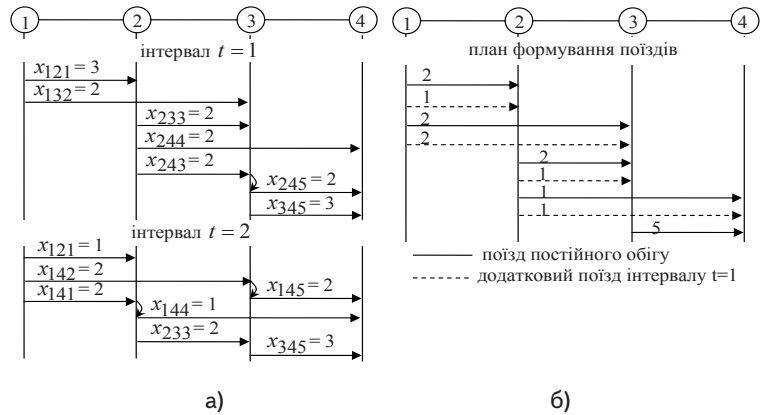 1 2 3 4
інтервал t = 1
x121 = 3
x132 = 2
x233 = 2
x244 = 2
x243 = 2
x245 = 2
x345 = 3
інтервал t = 2
x121 = 1
x142 = 2
x141 = 2
x145 = 2
x144 = 1
x233 = 2
x345 = 3
а)
1 2 3 4
план формування поїздів
2
1
2
2
2
1
1
1
5
поїзд постійного обігу
додатковий поїзд інтервалу t=1
б)